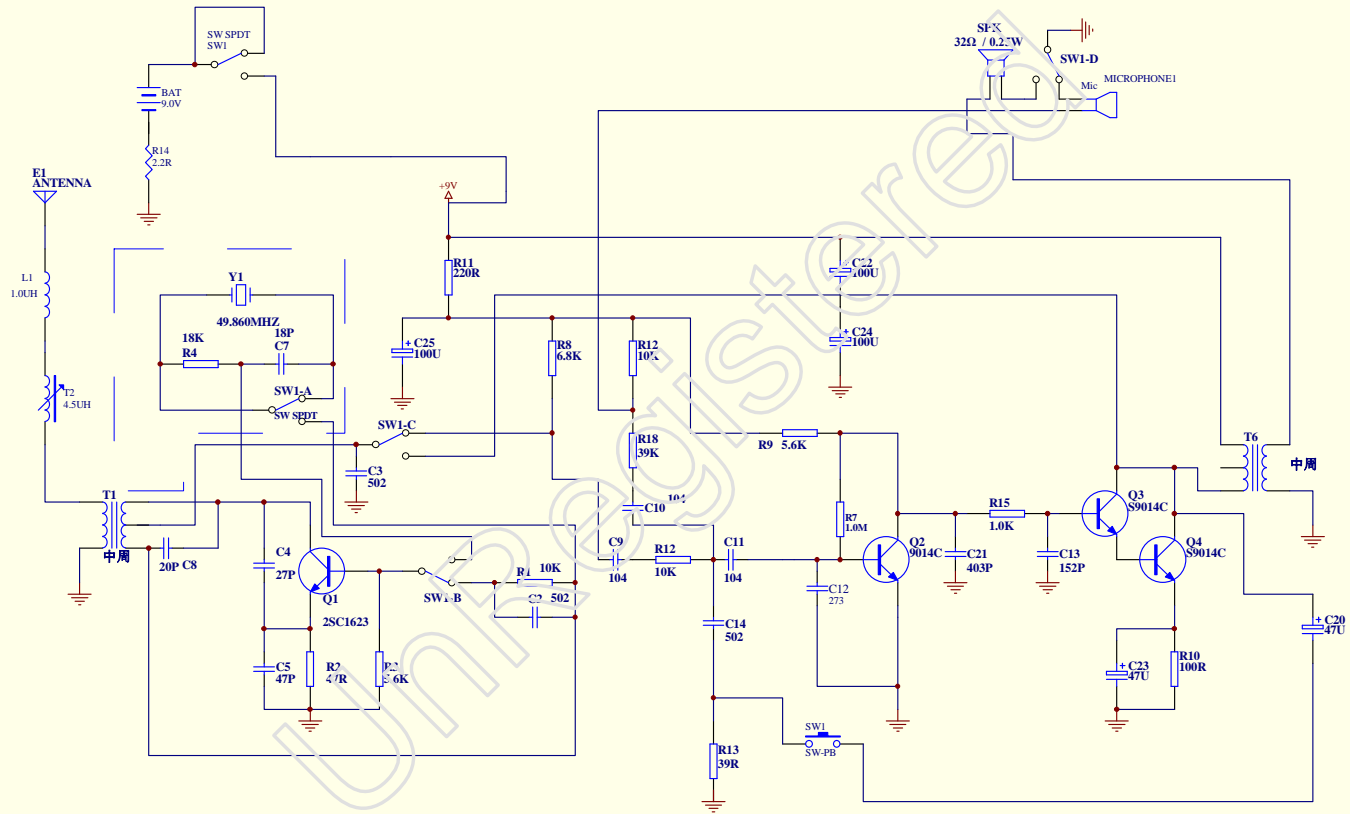 SW SPDT
SW1
BAT
9.0V
R14
2.2R
E1
ANTENNA
L1
1.0UH
T2
4.5UH
Y1
49.860MHZ
18K
R4
18P
C7
SW1-A
SW SPDT
SW1-C
C3
502
T1
中周
20P
C8
C4
27P
C5
47P
Q1
2SC1623
R2
47R
R3
5.6K
SW1-B
R1
10K
502
C2
+9V
R11
220R
C25
100U
R8
6.8K
R12
10K
R18
39K
104
C10
C9
104
R12
10K
C11
104
C14
502
R13
39R
SW1
SW-PB
C12
273
R7
1.0M
R9
5.6K
C22
100U
C24
100U
Q2
9014C
C21
403P
R15
1.0K
C13
152P
Q3
S9014C
Q4
S9014C
C23
47U
R10
100R
C20
47U
T6
中周
SPK
32Ω / 0.25W
SW1-D
Mic
MICROPHONE1
UnRegistered